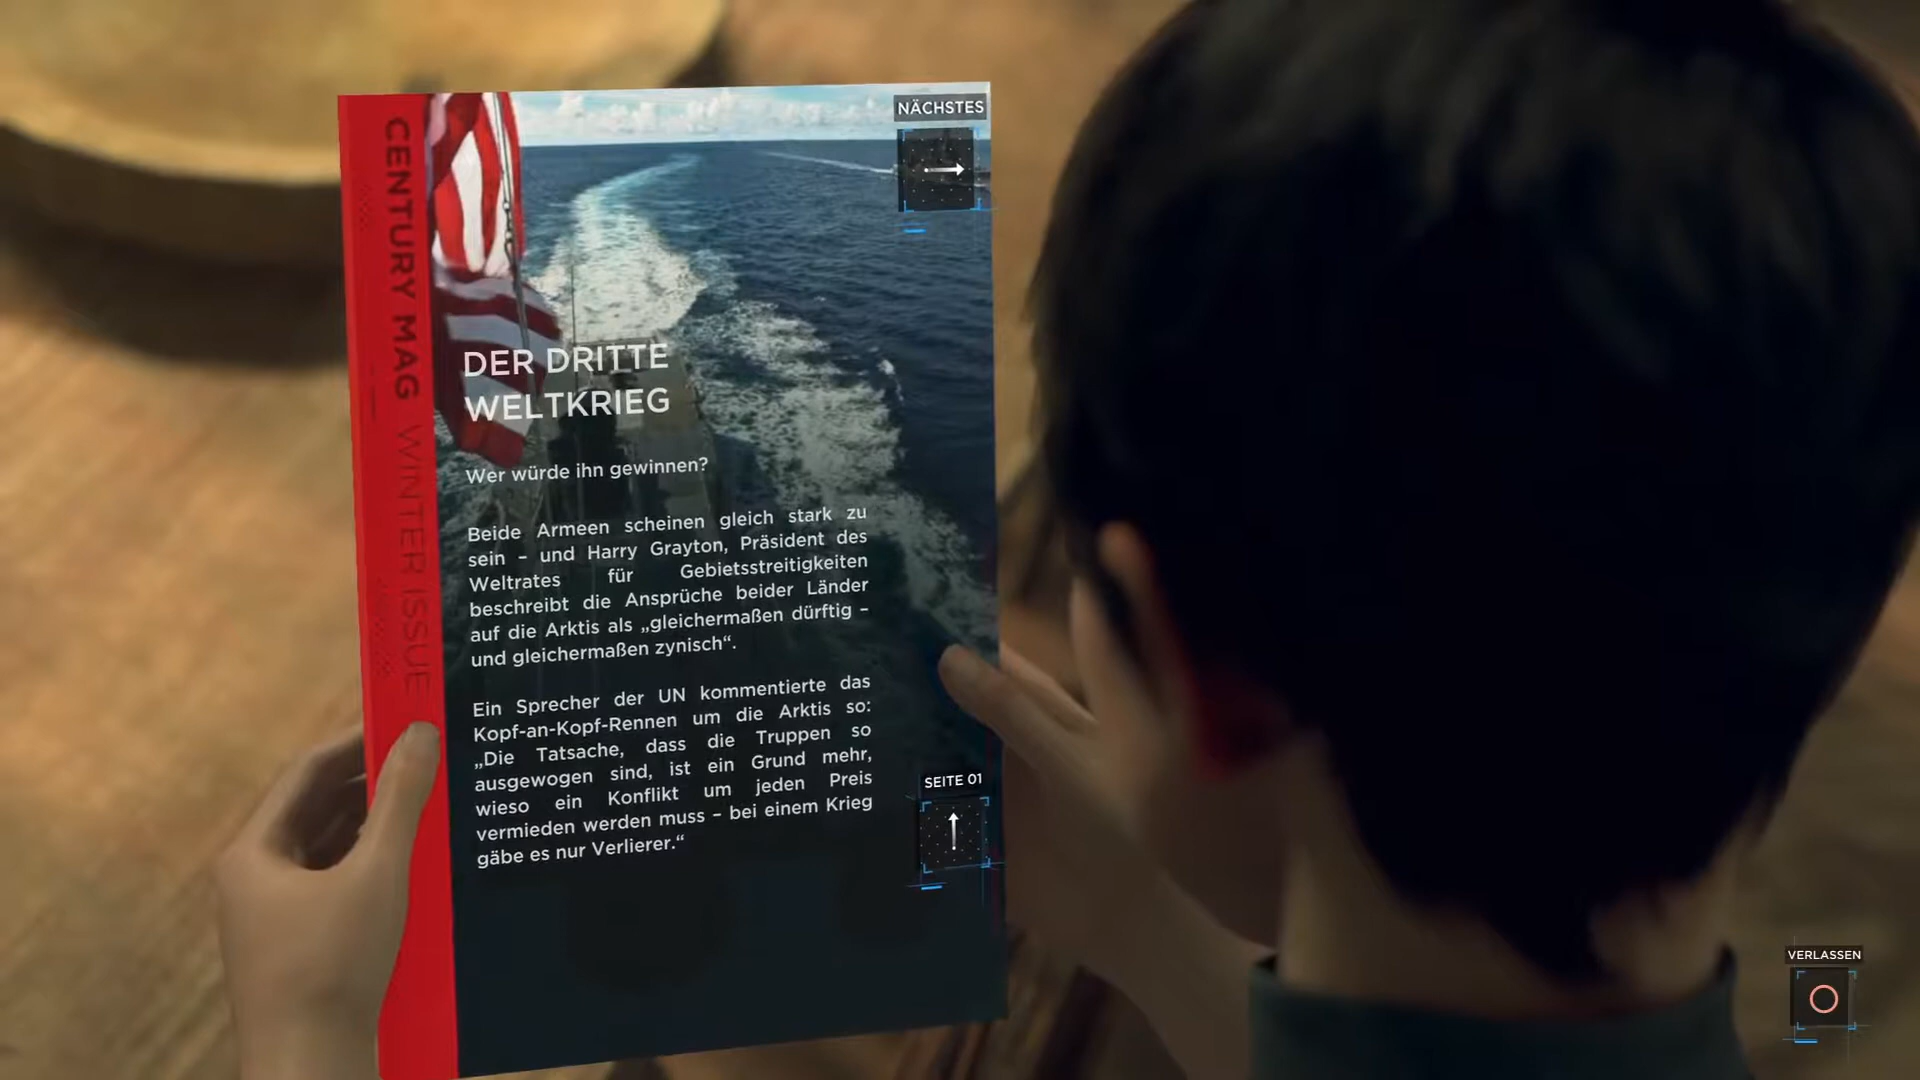 NÄCHSTES
CENTURY MAG WINTER ISSUE
DER DRITTE
WELTKRIEG
Wer würde ihn gewinnen?
Beide Armeen scheinen gleich stark zu
sein – und Harry Grayton, Präsident des
Weltrates für Gebietsstreitigkeiten
beschreibt die Ansprüche beider Länder
auf die Arktis als „gleichermaßen dürftig –
und gleichermaßen zynisch“.
Ein Sprecher der UN kommentierte das
Kopf-an-Kopf-Rennen um die Arktis so:
„Die Tatsache, dass die Truppen so
ausgewogen sind, ist ein Grund mehr,
wieso ein Konflikt um jeden Preis
vermieden werden muss – bei einem Krieg
gäbe es nur Verlierer.“
SEITE 01
VERLASSEN